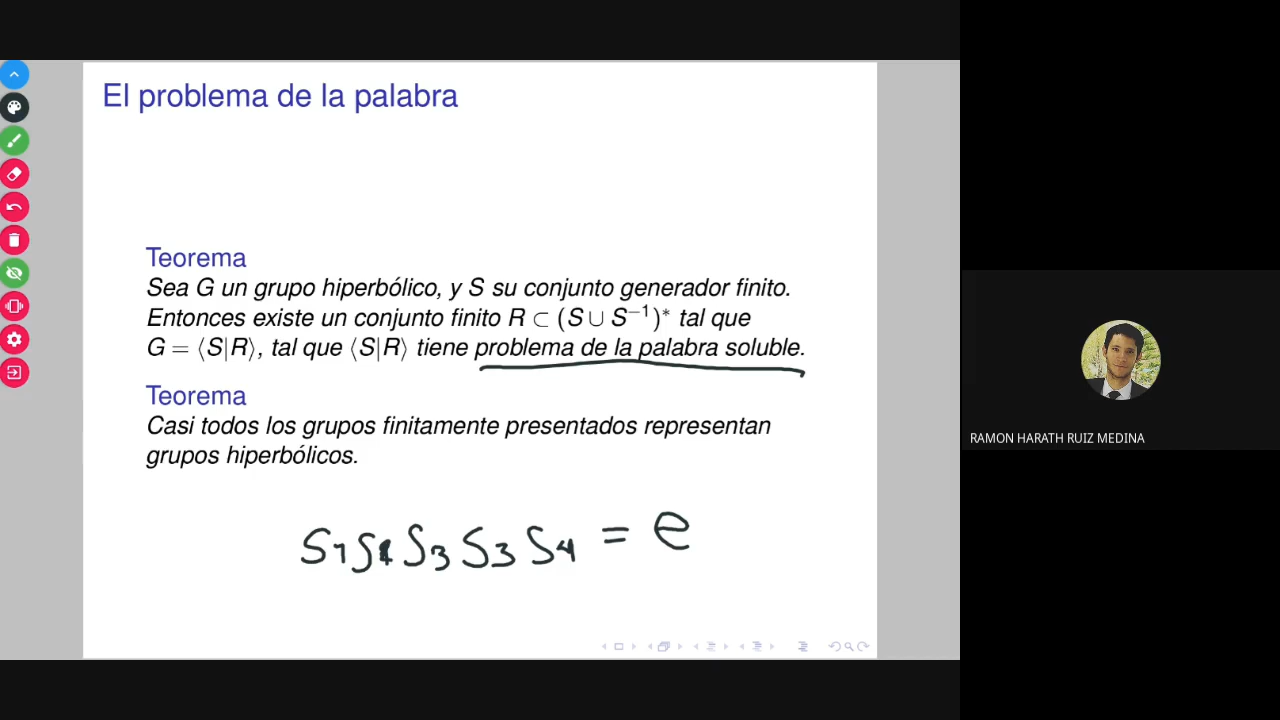 El problema de la palabra
Teorema
Sea G un grupo hiperbólico, y S su conjunto generador finito.
Entonces existe un conjunto finito R ⊂ (S ∪ S⁻¹)* tal que
G = ⟨S|R⟩, tal que ⟨S|R⟩ tiene problema de la palabra soluble.
Teorema
Casi todos los grupos finitamente presentados representan
grupos hiperbólicos.
S₁S₁S₃S₃S₄ = e
RAMON HARATH RUIZ MEDINA